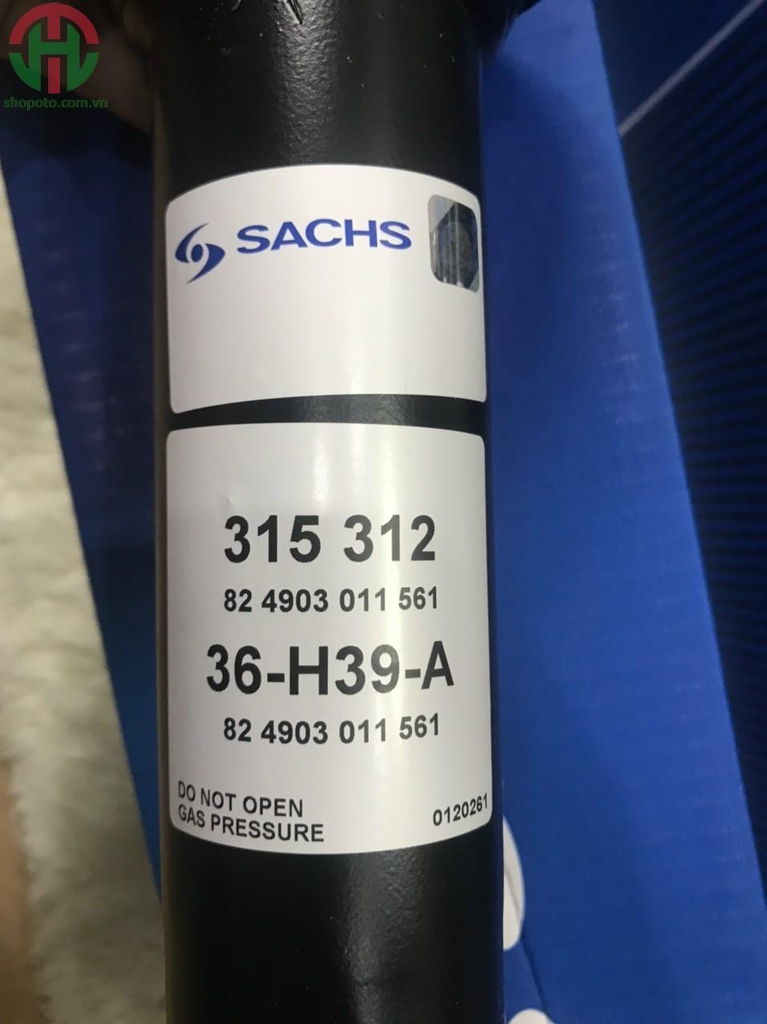 shopoto.com.vn
SACHS
315 312
82 4903 011 561
36-H39-A
82 4903 011 561
DO NOT OPEN
GAS PRESSURE
0120261